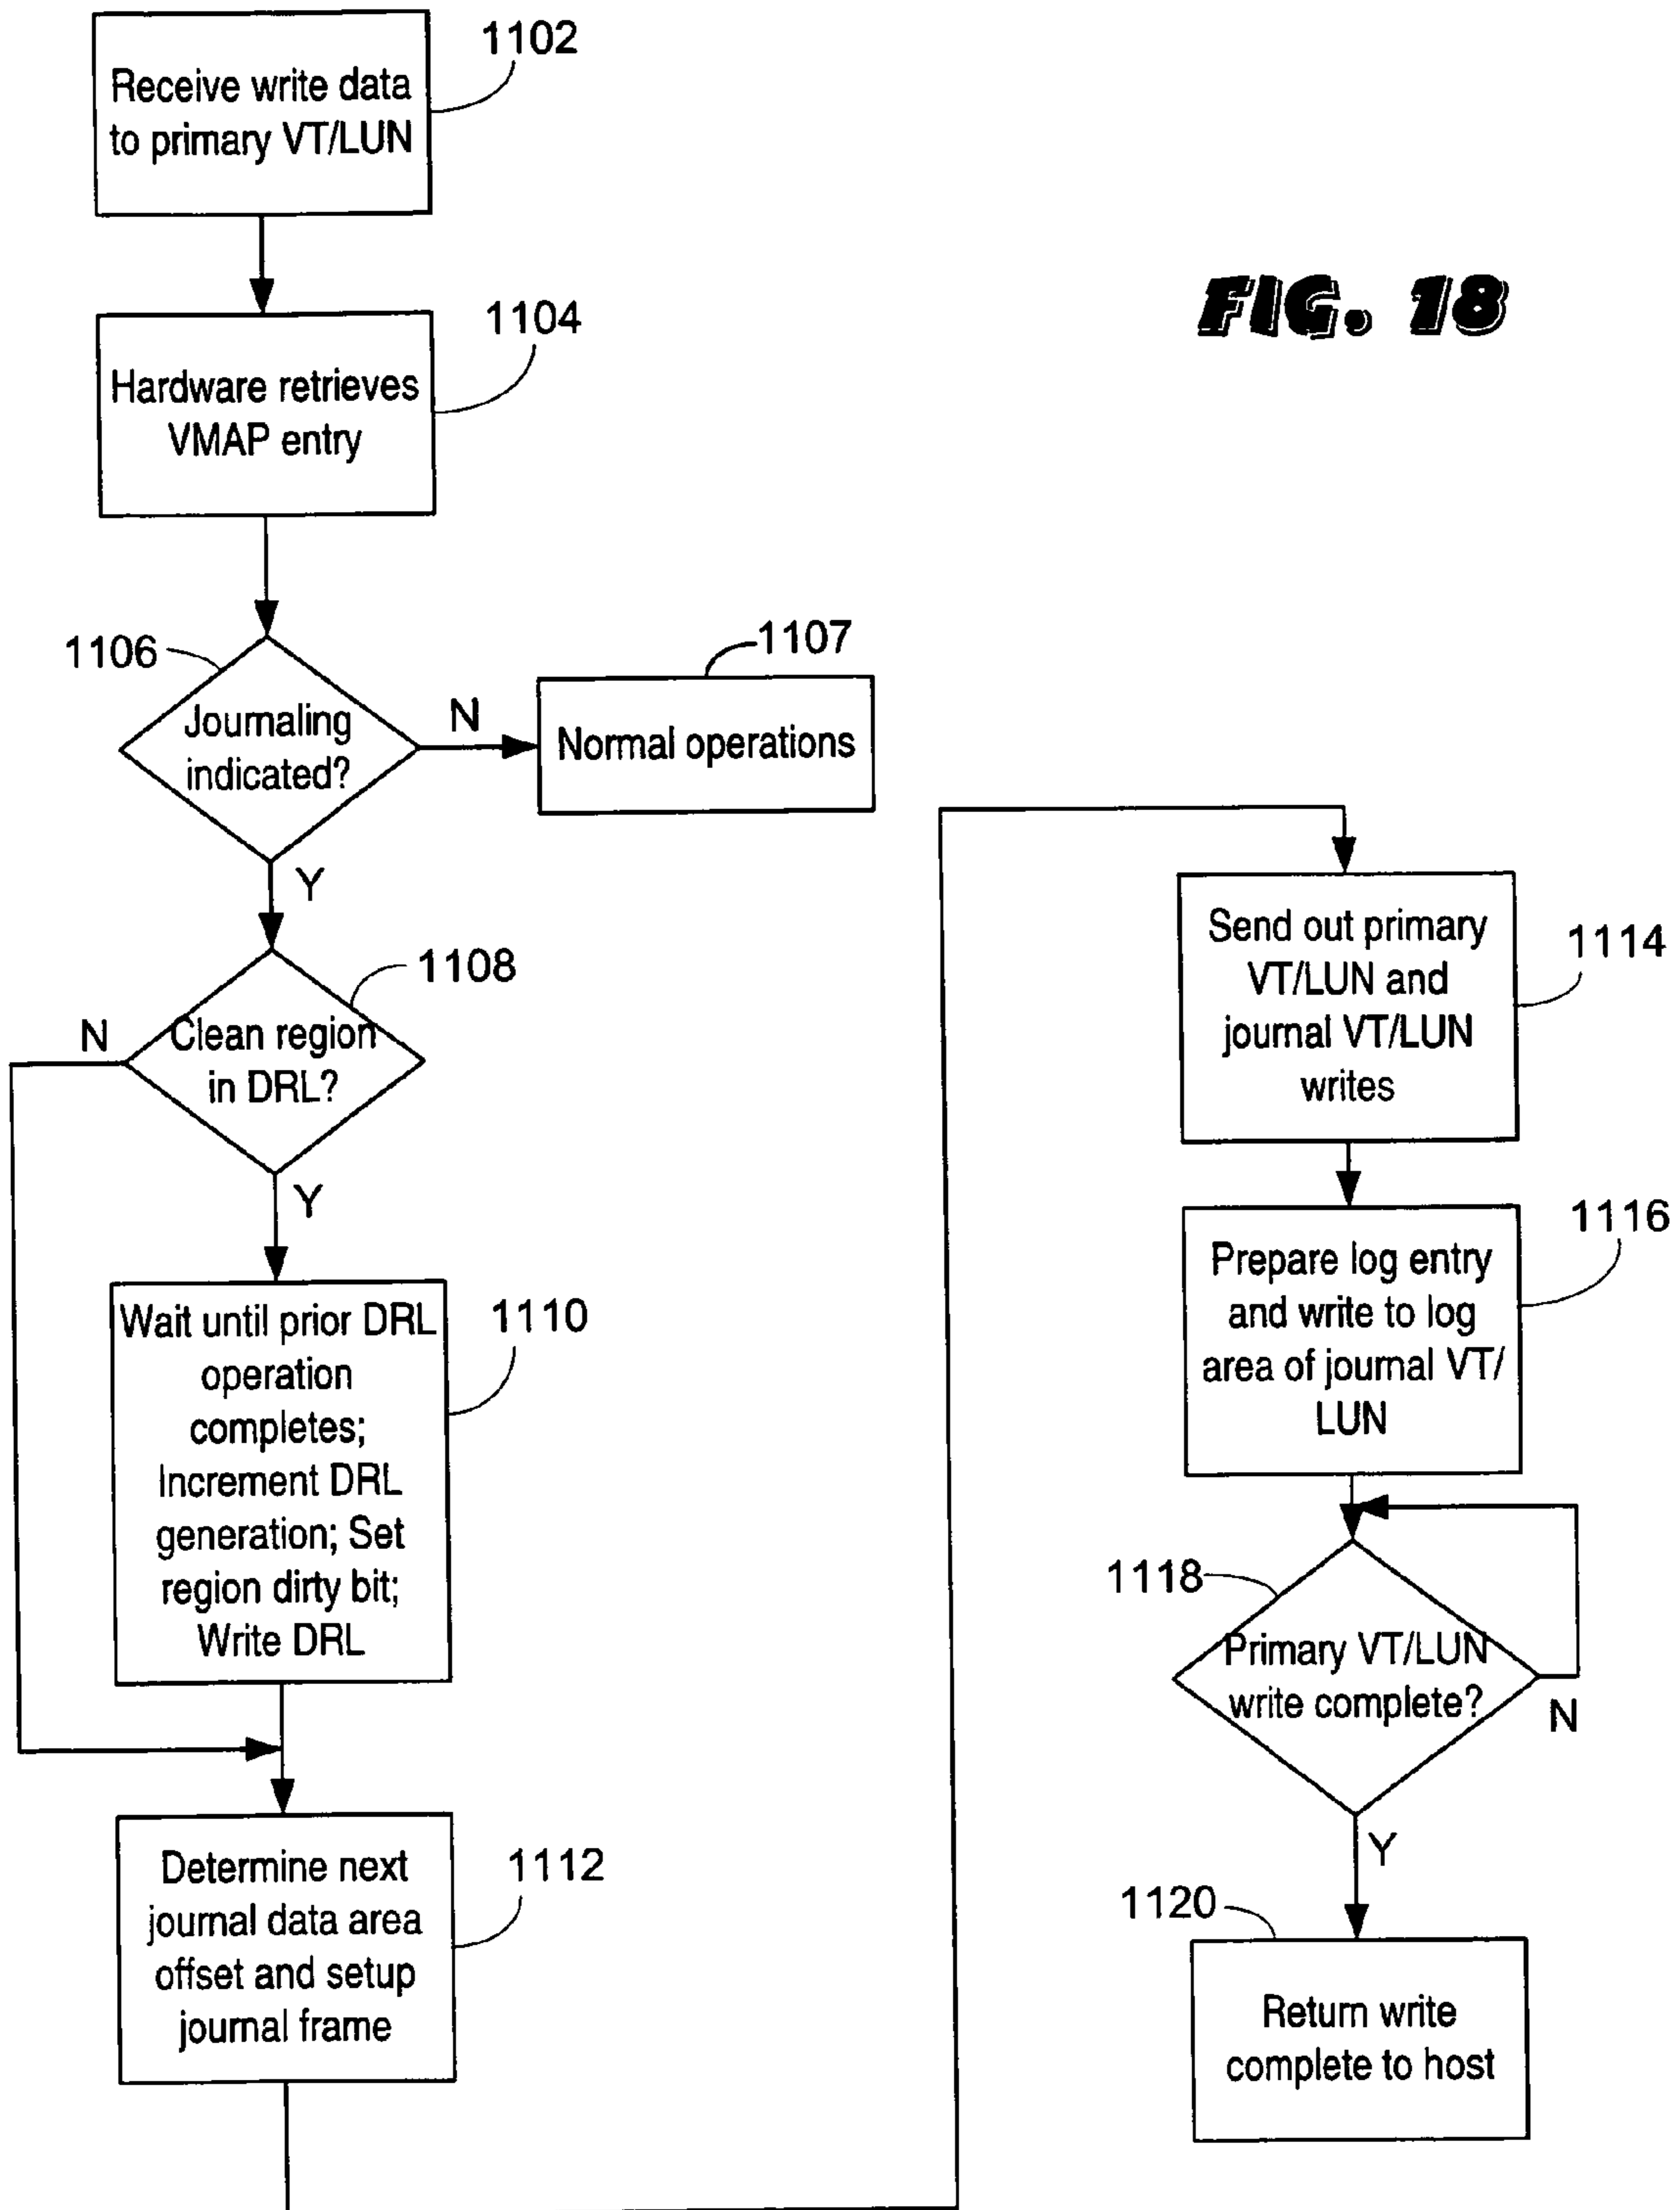 1102
Receive write data
to primary VT/LUN
FIG. 18
1104
Hardware retrieves
VMAP entry
1106
Journaling
indicated?
N
1107
Normal operations
Y
1108
Clean region
in DRL?
N
Y
1110
Wait until prior DRL
operation
completes;
Increment DRL
generation; Set
region dirty bit;
Write DRL
1112
Determine next
journal data area
offset and setup
journal frame
1114
Send out primary
VT/LUN and
journal VT/LUN
writes
1116
Prepare log entry
and write to log
area of journal VT/
LUN
1118
Primary VT/LUN
write complete?
N
Y
1120
Return write
complete to host